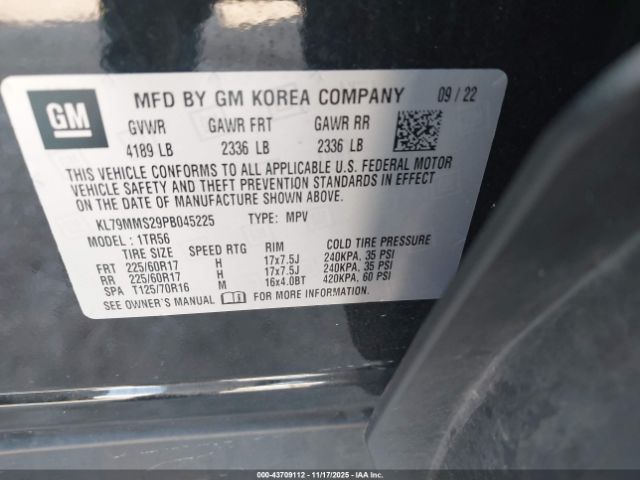 GM
MFD BY GM KOREA COMPANY 09 / 22
GVWR GAWR FRT GAWR RR
4189 LB 2336 LB 2336 LB
THIS VEHICLE CONFORMS TO ALL APPLICABLE U.S. FEDERAL MOTOR
VEHICLE SAFETY AND THEFT PREVENTION STANDARDS IN EFFECT
ON THE DATE OF MANUFACTURE SHOWN ABOVE.
KL79MMS29PB045225 TYPE: MPV
MODEL : 1TR56
TIRE SIZE SPEED RTG RIM COLD TIRE PRESSURE
FRT 225/60R17 H 17x7.5J 240KPA, 35 PSI
RR 225/60R17 H 17x7.5J 240KPA, 35 PSI
SPA T125/70R16 M 16x4.0BT 420KPA, 60 PSI
SEE OWNER'S MANUAL FOR MORE INFORMATION.
000-43709112 - 11/17/2025 - IAAI.com